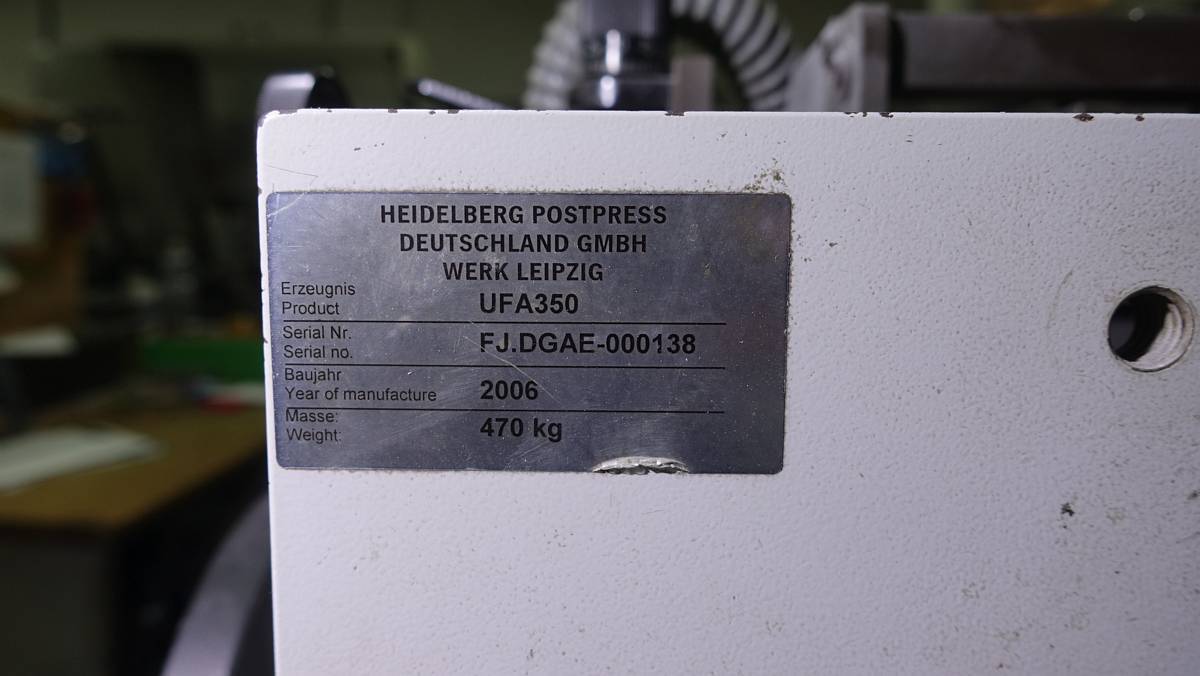 HEIDELBERG POSTPRESS
DEUTSCHLAND GMBH
WERK LEIPZIG
Erzeugnis
Product UFA350
Serial Nr.
Serial no. FJ.DGAE-000138
Baujahr
Year of manufacture 2006
Masse:
Weight: 470 kg